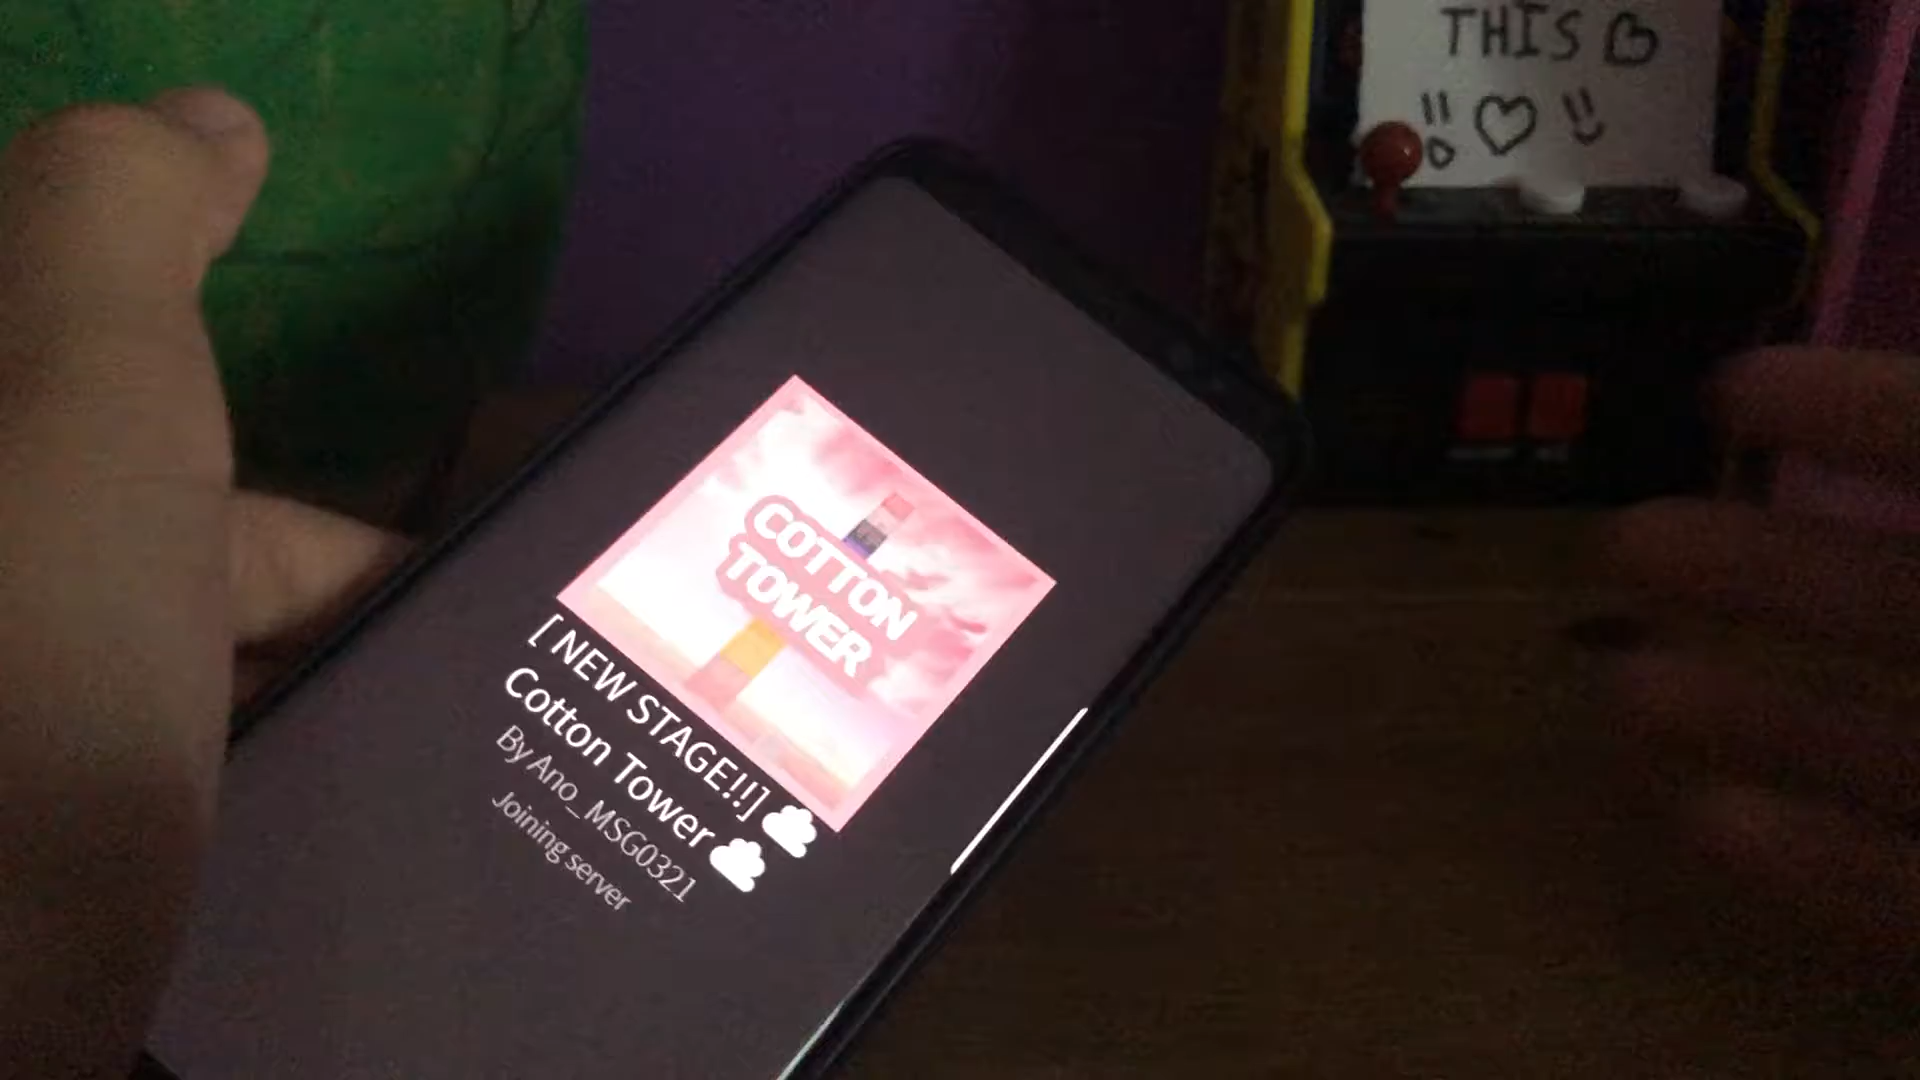 THIS
COTTON
TOWER
[ NEW STAGE!!] ☁
Cotton Tower ☁
By Ano_MSG0321
Joining server